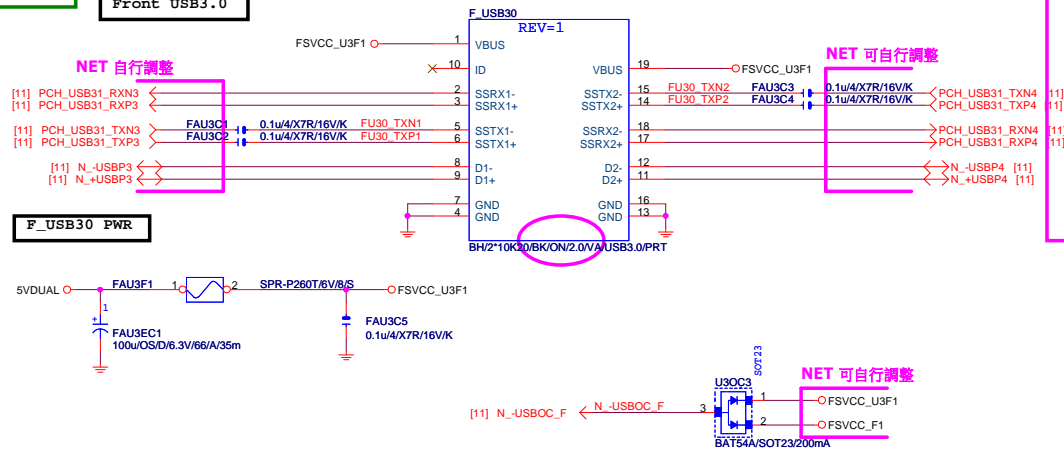 Front USB3.0
F_USB30
REV=1
FSVCC_U3F1
1
VBUS
NET 自行調整
10
ID
VBUS
19
FSVCC_U3F1
NET 可自行調整
[11] PCH_USB31_RXN3
2
SSRX1-
SSTX2-
15
FU30_TXN2
FAU3C3
0.1u/4/X7R/16V/K
PCH_USB31_TXN4
[11]
[11] PCH_USB31_RXP3
3
SSRX1+
SSTX2+
14
FU30_TXP2
FAU3C4
0.1u/4/X7R/16V/K
PCH_USB31_TXP4
[11]
[11] PCH_USB31_TXN3
FAU3C1
0.1u/4/X7R/16V/K
FU30_TXN1
5
SSTX1-
SSRX2-
18
PCH_USB31_RXN4
[11]
[11] PCH_USB31_TXP3
FAU3C2
0.1u/4/X7R/16V/K
FU30_TXP1
6
SSTX1+
SSRX2+
17
PCH_USB31_RXP4
[11]
[11] N_-USBP3
8
D1-
D2-
12
N_-USBP4 [11]
[11] N_+USBP3
9
D1+
D2+
11
N_+USBP4 [11]
7
GND
GND
16
4
GND
GND
13
F_USB30 PWR
BH/2*10K20/BK/ON/2.0/VA/USB3.0/PRT
5VDUAL
FAU3F1
1
2
SPR-P260T/6V/8/S
FSVCC_U3F1
1
+
FAU3EC1
100u/OS/D/6.3V/66/A/35m
FAU3C5
0.1u/4/X7R/16V/K
SOT23
NET 可自行調整
U3OC3
[11] N_-USBOC_F
N_-USBOC_F
3
1
FSVCC_U3F1
2
FSVCC_F1
BAT54A/SOT23/200mA